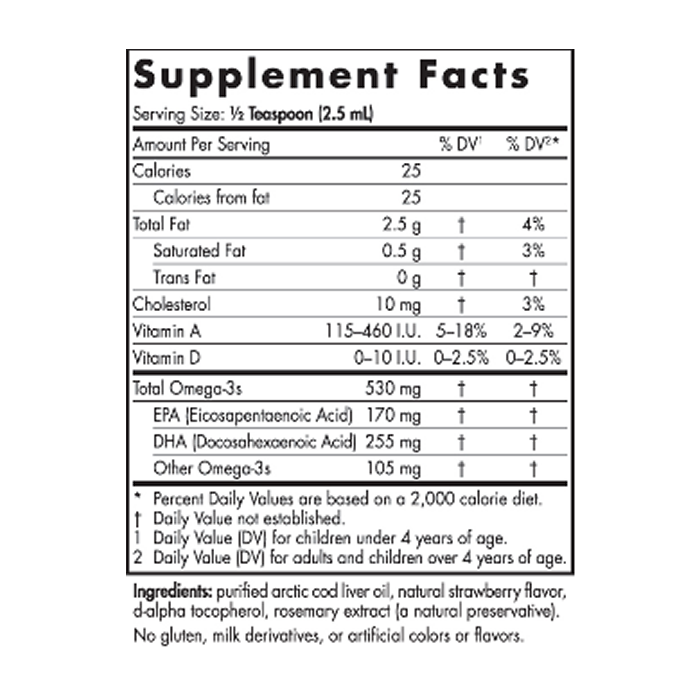 Supplement Facts
Serving Size: ½ Teaspoon (2.5 mL)
Amount Per Serving % DV¹ % DV²*
Calories 25
Calories from fat 25
Total Fat 2.5 g † 4%
Saturated Fat 0.5 g † 3%
Trans Fat 0 g † †
Cholesterol 10 mg † 3%
Vitamin A 115–460 I.U. 5–18% 2–9%
Vitamin D 0–10 I.U. 0–2.5% 0–2.5%
Total Omega-3s 530 mg † †
EPA (Eicosapentaenoic Acid) 170 mg † †
DHA (Docosahexaenoic Acid) 255 mg † †
Other Omega-3s 105 mg † †
* Percent Daily Values are based on a 2,000 calorie diet.
† Daily Value not established.
1 Daily Value (DV) for children under 4 years of age.
2 Daily Value (DV) for adults and children over 4 years of age.
Ingredients: purified arctic cod liver oil, natural strawberry flavor,
d-alpha tocopherol, rosemary extract (a natural preservative).
No gluten, milk derivatives, or artificial colors or flavors.